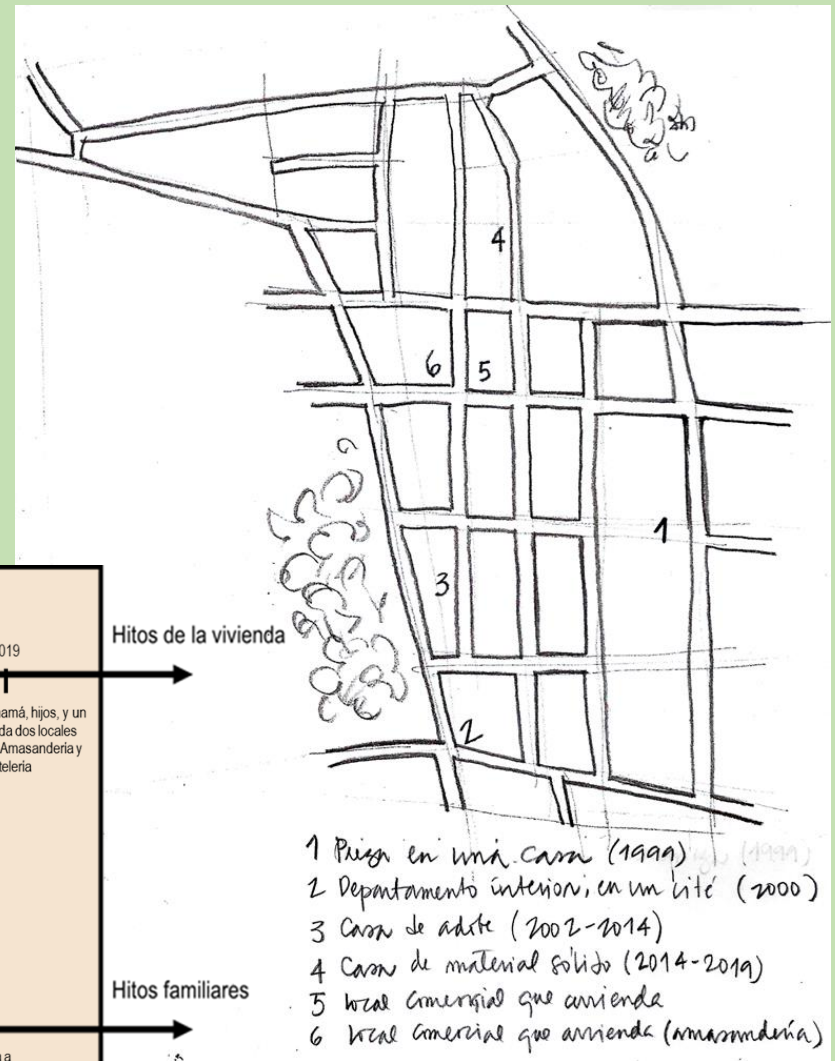 4
6 5
1
3
2
019
Hitos de la vivienda
amá, hijos, y un
da dos locales
Amasandería y
telería
1 Pieza en una casa (1999)
2 Departamento interior, en un cité (2000)
3 Casa de adobe (2002-2014)
4 Casa de material sólido (2014-2019)
5 local comercial que arrienda
6 local comercial que arrienda (amasandería)
Hitos familiares
a